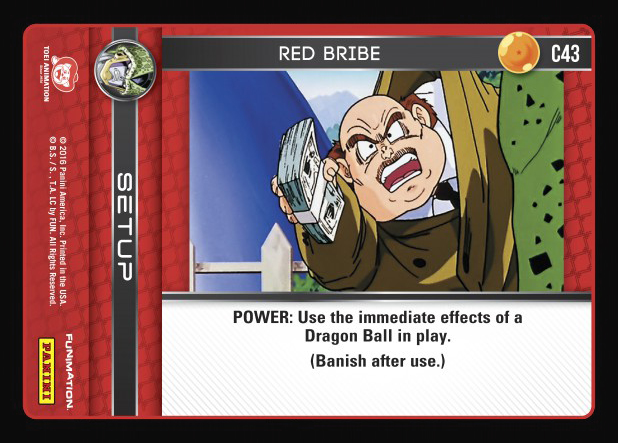 RED BRIBE
C43
POWER: Use the immediate effects of a
Dragon Ball in play.
(Banish after use.)
SETUP
TOEI ANIMATION
© 2016 Panini America, Inc. Printed in the USA.
© B.S./ S., T.A. LC by FUN. All Rights Reserved.
FUNIMATION
PANINI